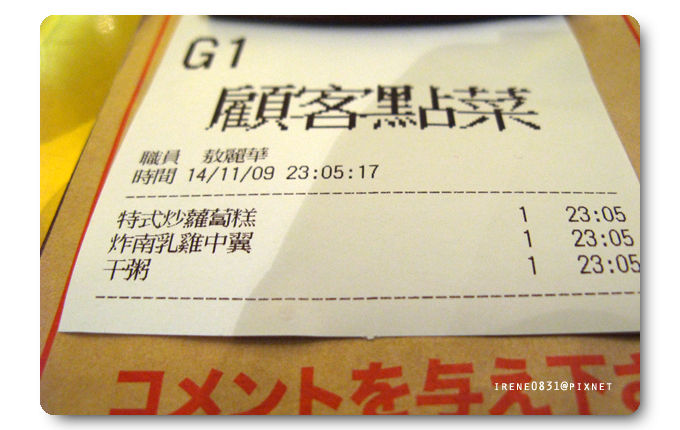 G1
顧客點菜
職員 敖麗華
時間 14/11/09 23:05:17
特式炒蘿蔔糕 1 23:05
炸南乳雞中翼 1 23:05
干粥 1 23:05
コメントを与え下さ
IRENE0831@PIXNET